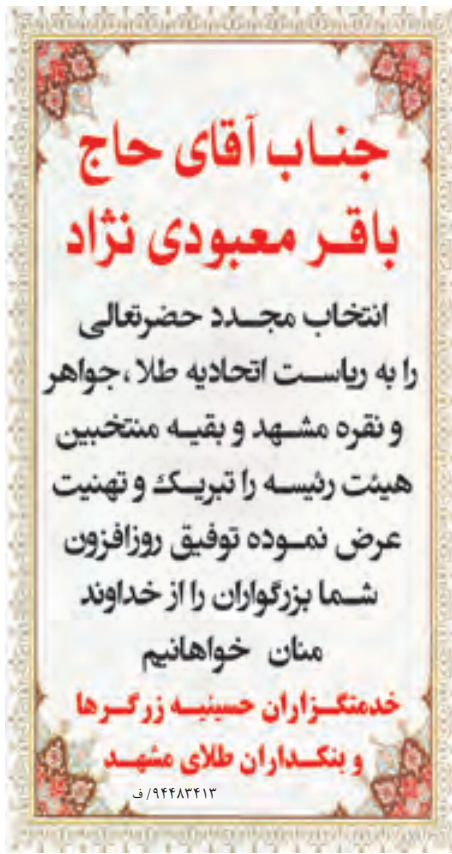 جناب آقای حاج
باقر معبودی نژاد
انتخاب مجدد حضرتعالی
را به ریاست اتحادیه طلا ،جواهر
و نقره مشهد و بقیه منتخبین
هیئت رئیسه را تبریک و تهنیت
عرض نموده توفیق روزافزون
شما بزرگواران را از خداوند
منان خواهانیم
خدمتگزاران حسینیه زرگرها
و بنکداران طلای مشهد
۹۴۴۸۳۴۱۳/ ف